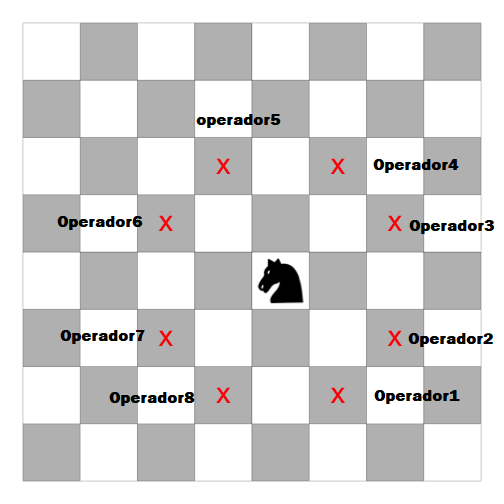 operador5
X
X
Operador4
Operador6
X
X
Operador3
Operador7
X
X
Operador2
Operador8
X
X
Operador1